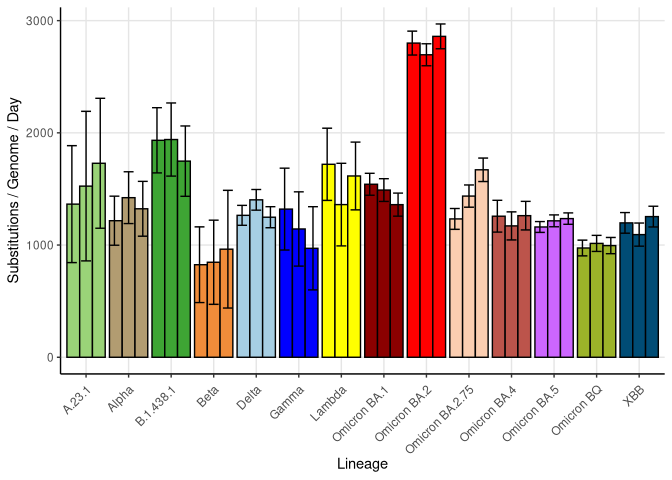 3000
2000
1000
0
Substitutions / Genome / Day
A.23.1
Alpha
B.1.438.1
Beta
Delta
Gamma
Lambda
Omicron BA.1
Omicron BA.2
Omicron BA.2.75
Omicron BA.4
Omicron BA.5
Omicron BQ
XBB
Lineage